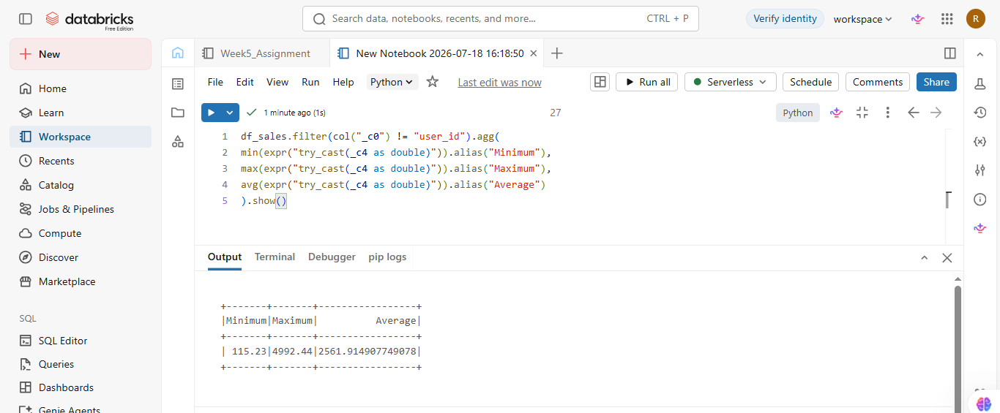 databricks
Free Edition
Search data, notebooks, recents, and more...
CTRL + P
Verify identity
workspace
R
New
Home
Learn
Workspace
Recents
Catalog
Jobs & Pipelines
Compute
Discover
Marketplace
SQL
SQL Editor
Queries
Dashboards
Genie Agents
Week5_Assignment
New Notebook 2026-07-18 16:18:50
File Edit View Run Help Python
Last edit was now
Run all
Serverless
Schedule
Comments
Share
1 minute ago (1s)
27
Python
1 df_sales.filter(col("_c0") != "user_id").agg(
2 min(expr("try_cast(_c4 as double)")).alias("Minimum"),
3 max(expr("try_cast(_c4 as double)")).alias("Maximum"),
4 avg(expr("try_cast(_c4 as double)")).alias("Average")
5 ).show()
Output Terminal Debugger pip logs
+-------+-------+----------------+
|Minimum|Maximum|         Average|
+-------+-------+----------------+
| 115.23|4992.44|2561.914907749078|
+-------+-------+----------------+